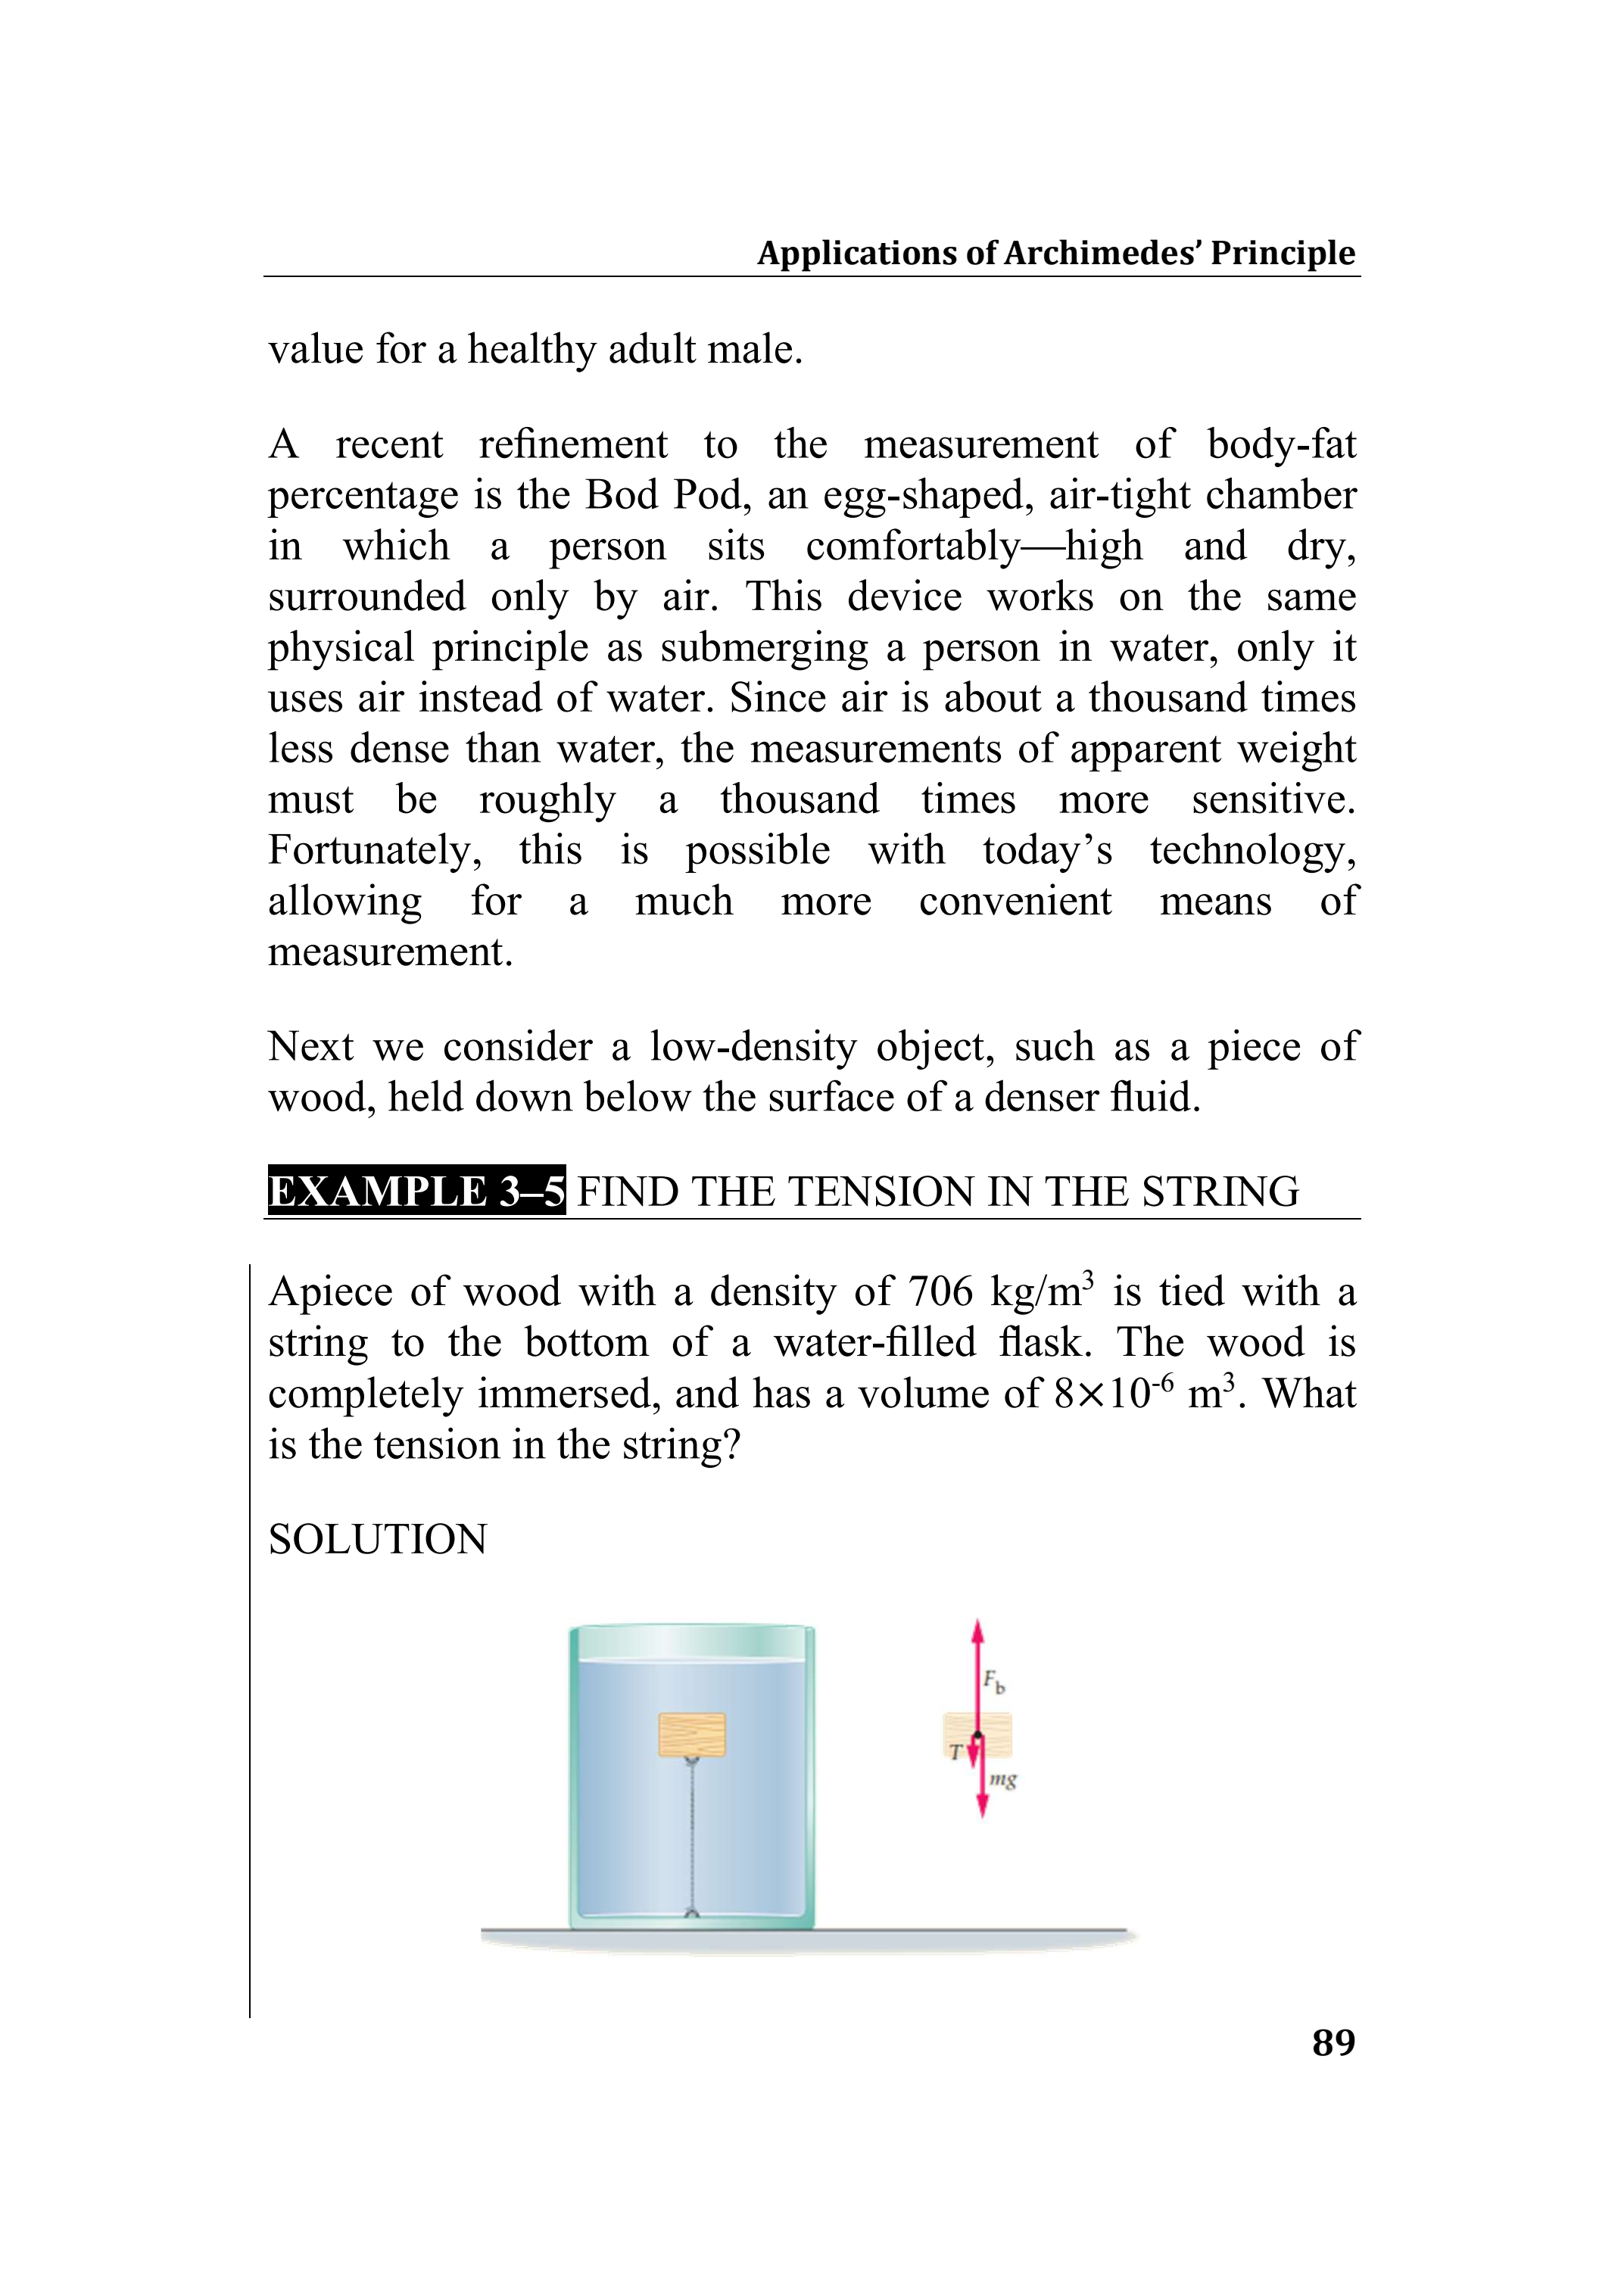 Applications of Archimedes’ Principle
value for a healthy adult male.
A recent refinement to the measurement of body-fat
percentage is the Bod Pod, an egg-shaped, air-tight chamber
in which a person sits comfortably—high and dry,
surrounded only by air. This device works on the same
physical principle as submerging a person in water, only it
uses air instead of water. Since air is about a thousand times
less dense than water, the measurements of apparent weight
must be roughly a thousand times more sensitive.
Fortunately, this is possible with today’s technology,
allowing for a much more convenient means of
measurement.
Next we consider a low-density object, such as a piece of
wood, held down below the surface of a denser fluid.
EXAMPLE 3–5 FIND THE TENSION IN THE STRING
Apiece of wood with a density of 706 kg/m³ is tied with a
string to the bottom of a water-filled flask. The wood is
completely immersed, and has a volume of 8×10⁻⁶ m³. What
is the tension in the string?
SOLUTION
F_b
T
mg
89